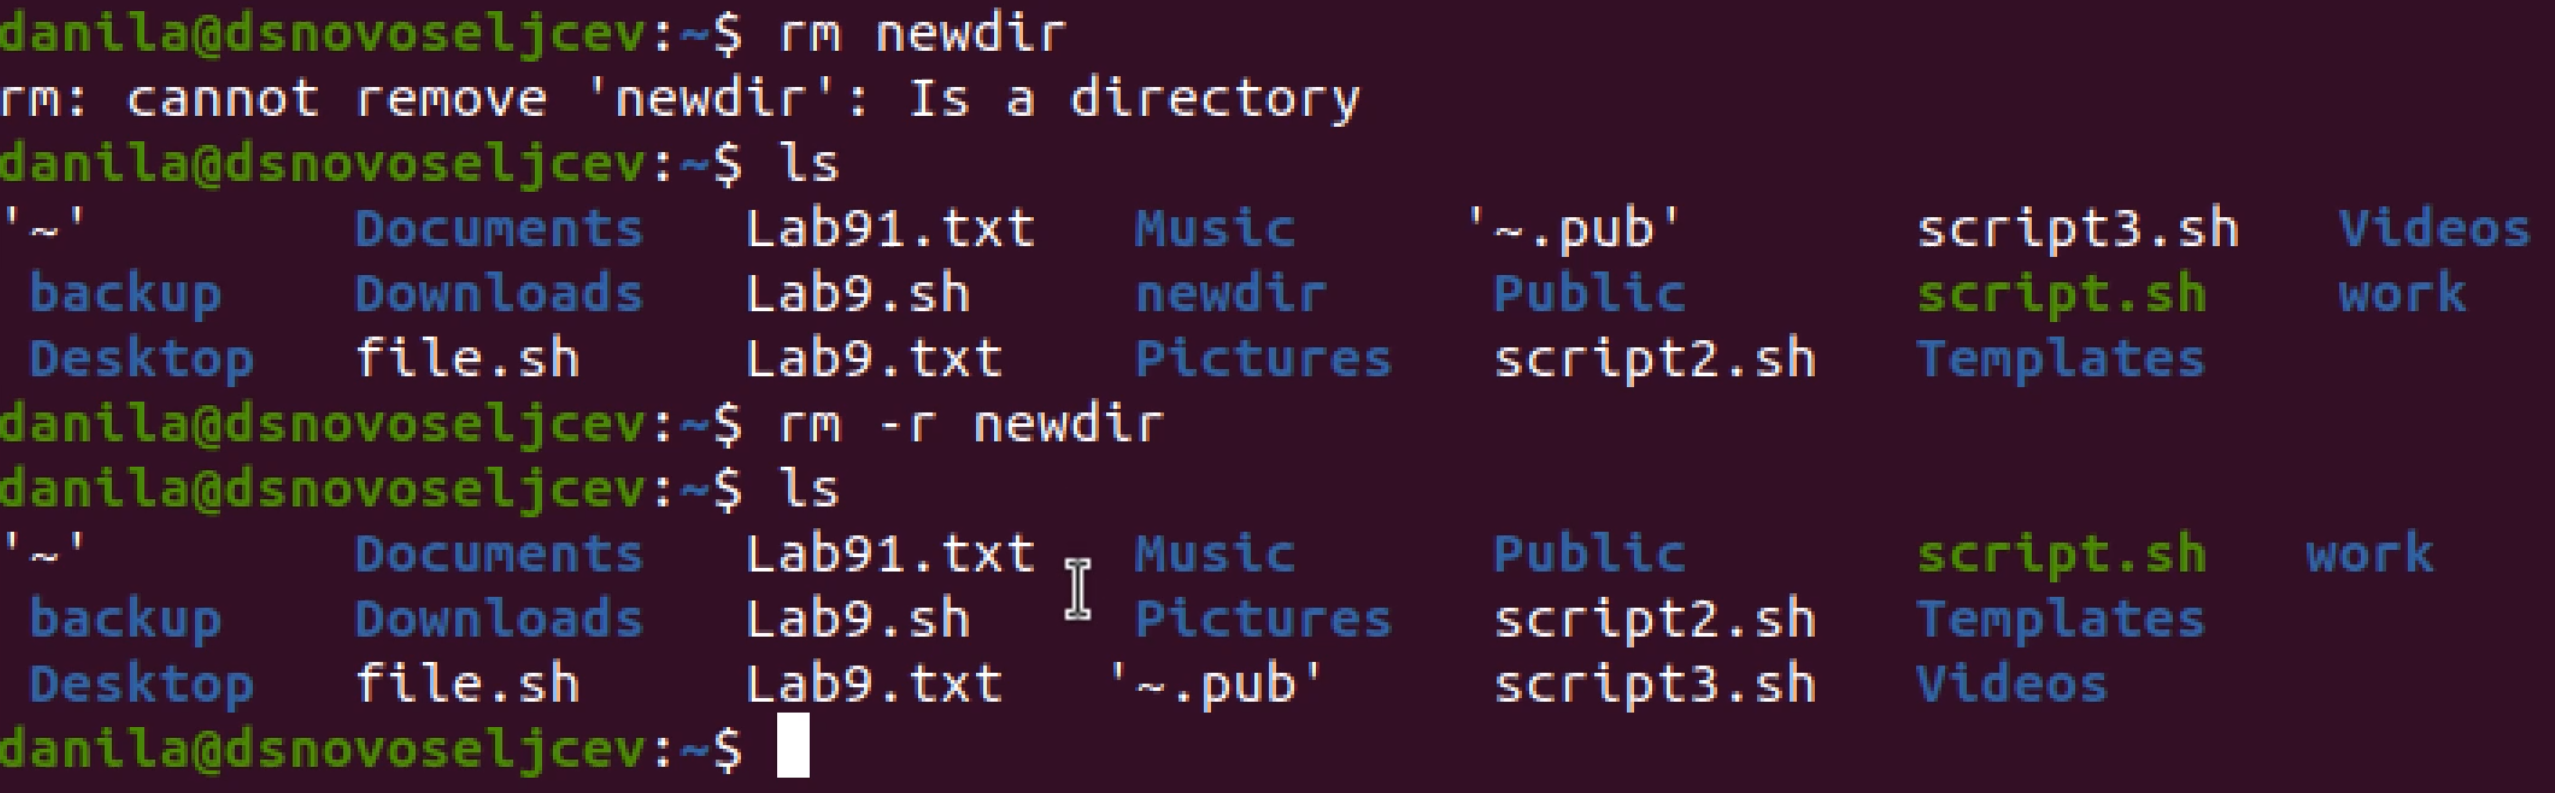 danila@dsnovoseljcev:~$ rm newdir
rm: cannot remove 'newdir': Is a directory
danila@dsnovoseljcev:~$ ls
'~' Documents Lab91.txt Music '~.pub' script3.sh Videos
backup Downloads Lab9.sh newdir Public script.sh work
Desktop file.sh Lab9.txt Pictures script2.sh Templates
danila@dsnovoseljcev:~$ rm -r newdir
danila@dsnovoseljcev:~$ ls
'~' Documents Lab91.txt Music Public script.sh work
backup Downloads Lab9.sh Pictures script2.sh Templates
Desktop file.sh Lab9.txt '~.pub' script3.sh Videos
danila@dsnovoseljcev:~$